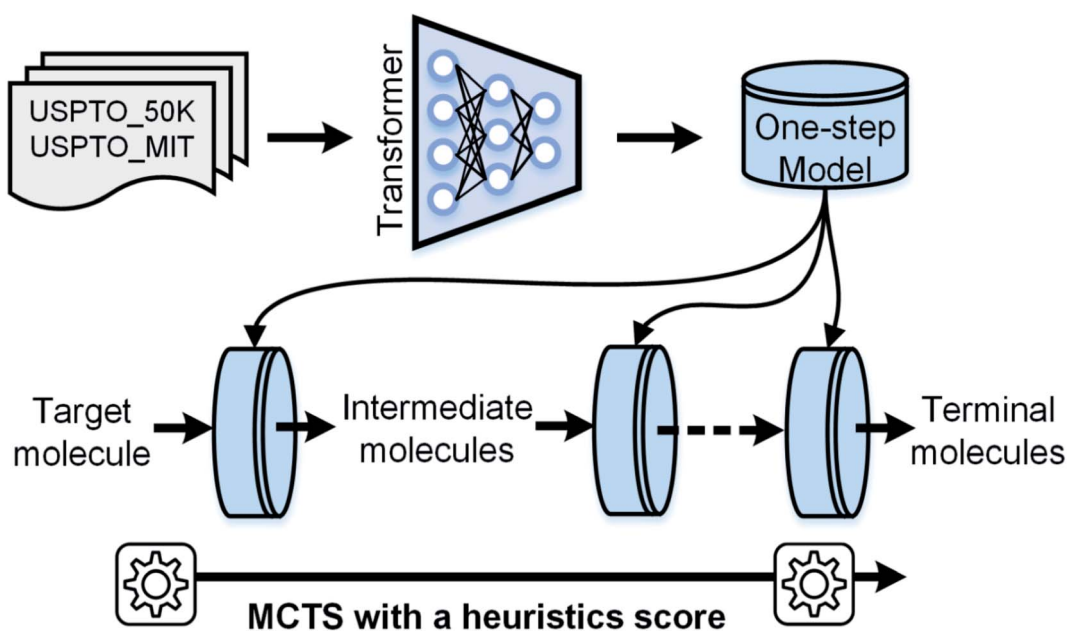 USPTO_50K
USPTO_MIT
Transformer
One-step
Model
Target
molecule
Intermediate
molecules
Terminal
molecules
MCTS with a heuristics score